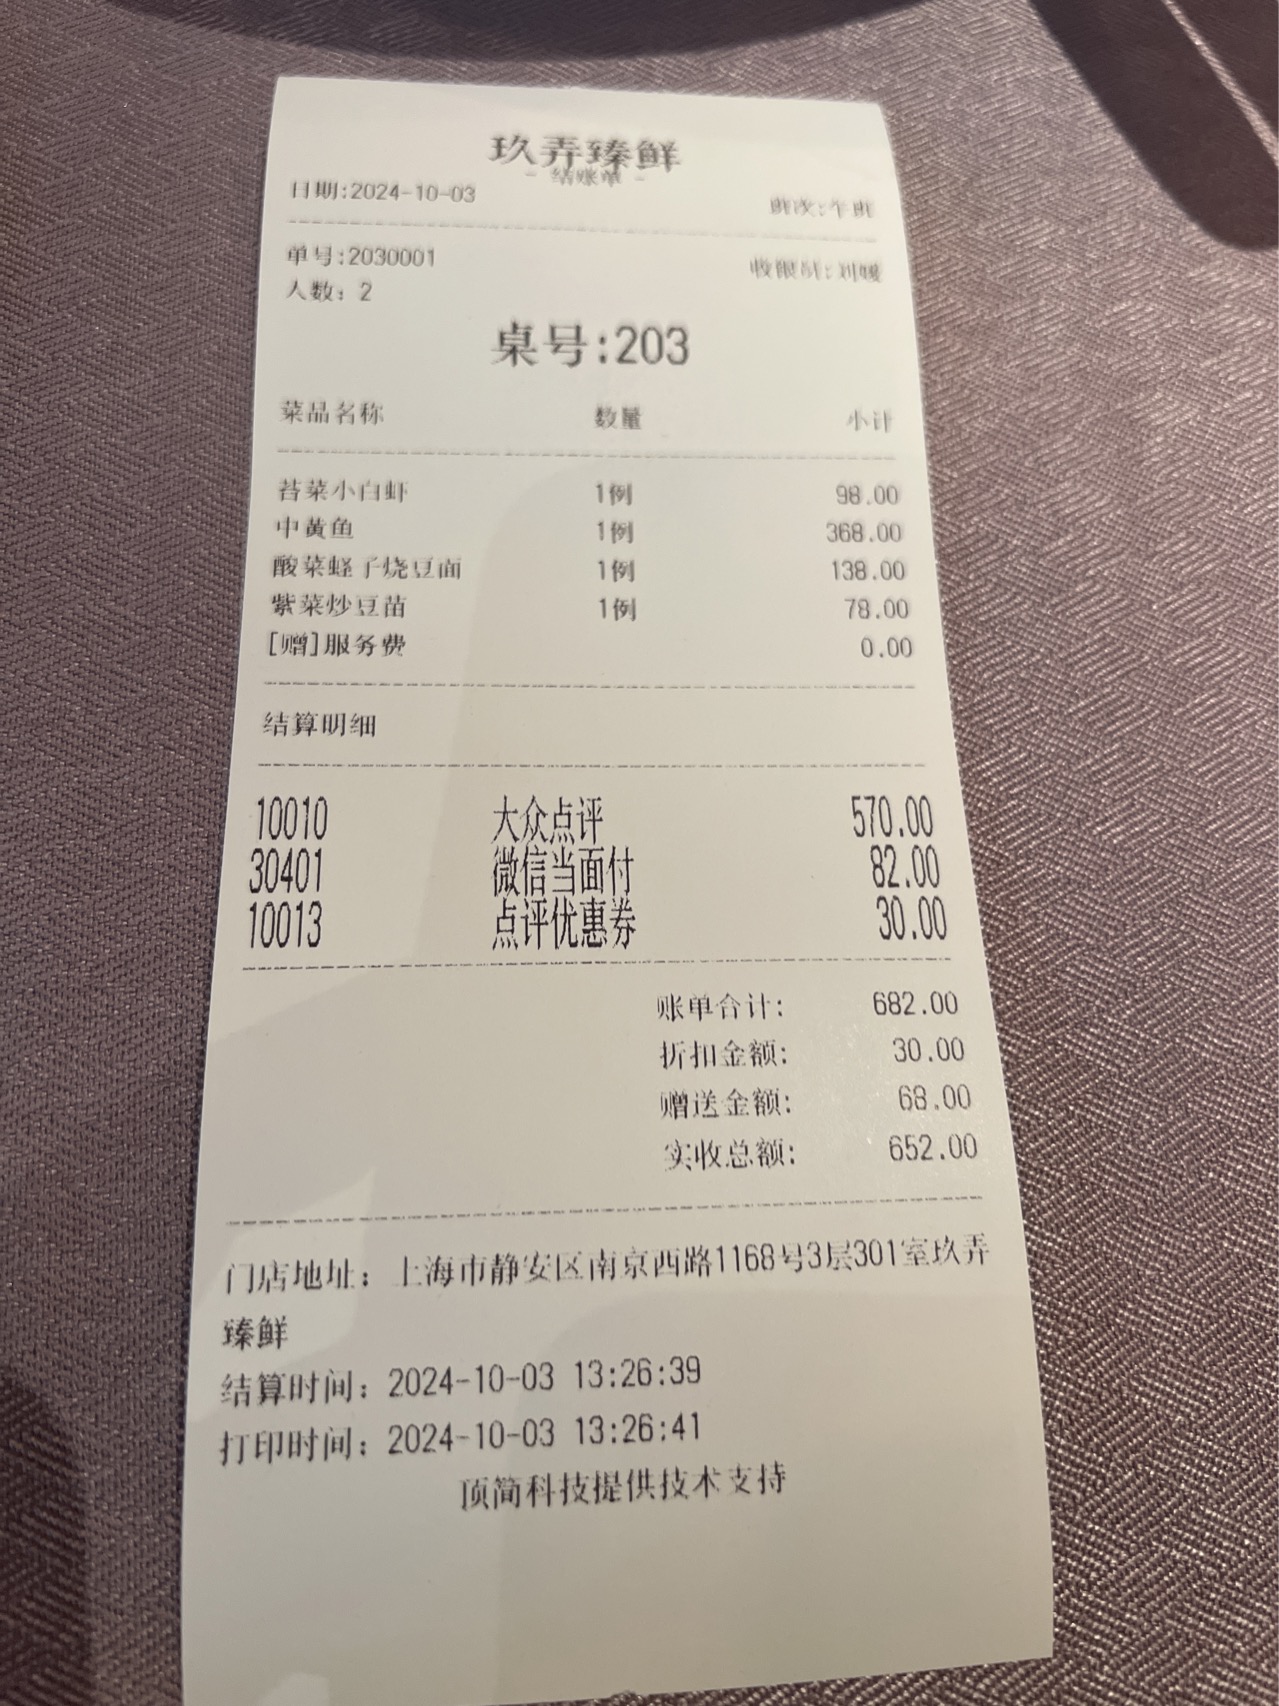 玖弄臻鲜
- 结账单 -
日期:2024-10-03 班次:午班
单号:2030001 收银员:刘媛
人数: 2
桌号:203
菜品名称 数量 小计
苔菜小白虾 1例 98.00
中黄鱼 1例 368.00
酸菜蛏子烧豆面 1例 138.00
紫菜炒豆苗 1例 78.00
[赠]服务费 0.00
结算明细
10010 大众点评 570.00
30401 微信当面付 82.00
10013 点评优惠券 30.00
账单合计: 682.00
折扣金额: 30.00
赠送金额: 68.00
实收总额: 652.00
门店地址: 上海市静安区南京西路1168号3层301室玖弄
臻鲜
结算时间: 2024-10-03 13:26:39
打印时间: 2024-10-03 13:26:41
顶简科技提供技术支持